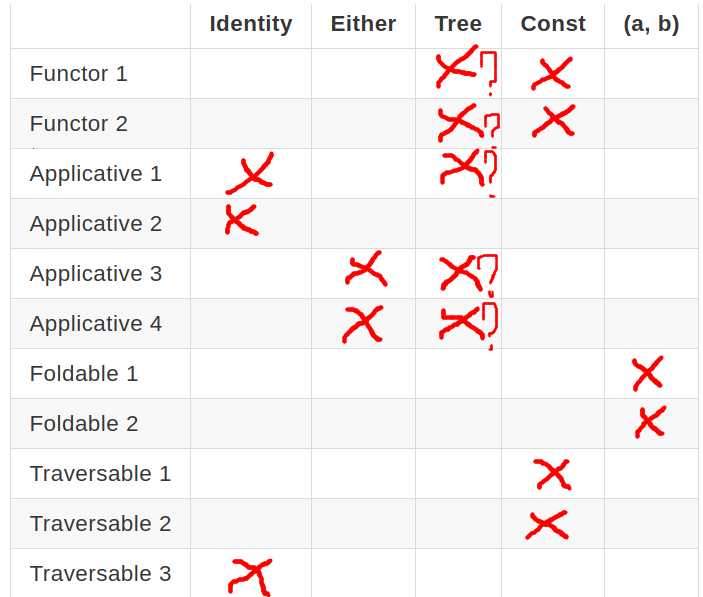 Identity Either Tree Const (a, b)
Functor 1 X? X
Functor 2 X? X
Applicative 1 X X?
Applicative 2 X
Applicative 3 X X?
Applicative 4 X X?
Foldable 1 X
Foldable 2 X
Traversable 1 X
Traversable 2 X
Traversable 3 X